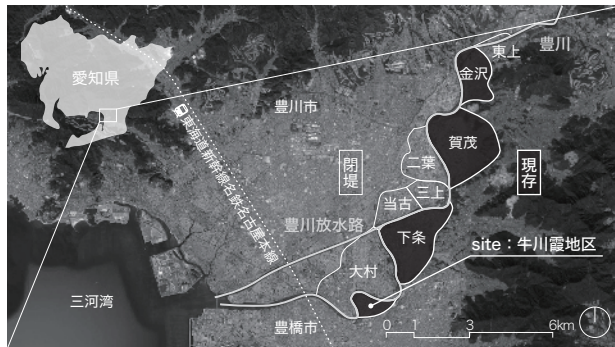 愛知県
東海道新幹線名鉄名古屋本線
豊川市
豊川
東上
金沢
賀茂
二葉
三上
当古
閉堤
現存
豊川放水路
下条
大村
site：牛川霞地区
三河湾
豊橋市
0 1 3 6km